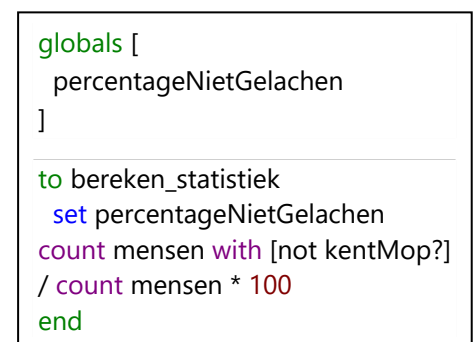 globals [
percentageNietGelachen
]
to bereken_statistiek
set percentageNietGelachen
count mensen with [not kentMop?]
/ count mensen * 100
end